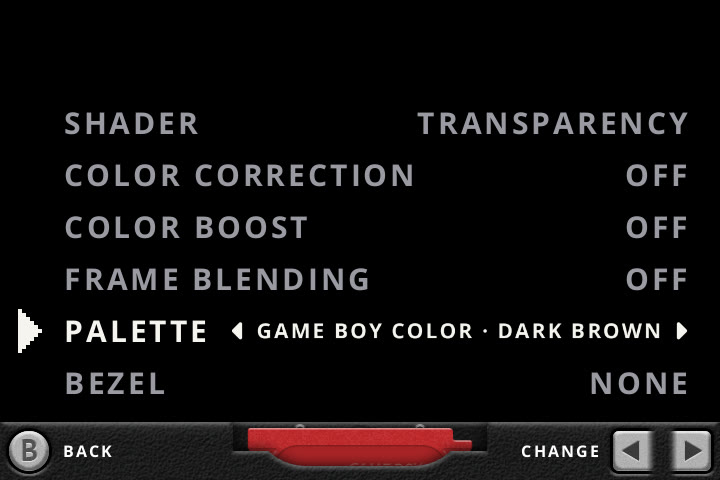 SHADER TRANSPARENCY
COLOR CORRECTION OFF
COLOR BOOST OFF
FRAME BLENDING OFF
PALETTE GAME BOY COLOR · DARK BROWN
BEZEL NONE
B BACK CHANGE